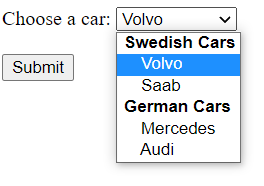 Choose a car: Volvo
Swedish Cars
Volvo
Submit
Saab
German Cars
Mercedes
Audi